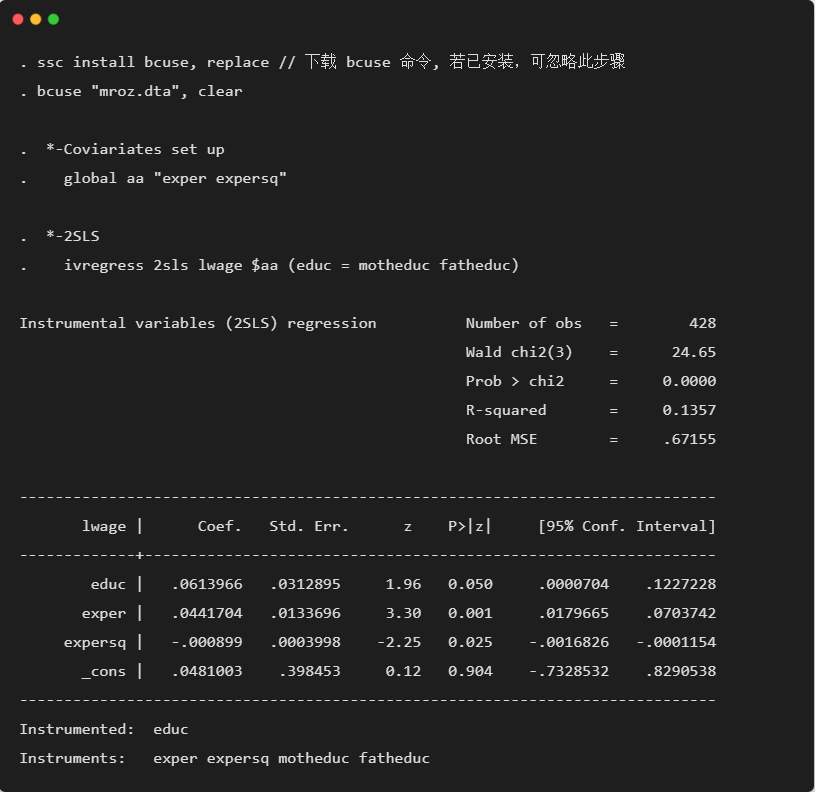 . ssc install bcuse, replace // 下载 bcuse 命令, 若已安装，可忽略此步骤
. bcuse "mroz.dta", clear
.  *-Coviariates set up
.    global aa "exper expersq"
.  *-2SLS
.    ivregress 2sls lwage $aa (educ = motheduc fatheduc)
Instrumental variables (2SLS) regression          Number of obs   =        428
                                                  Wald chi2(3)    =      24.65
                                                  Prob > chi2     =     0.0000
                                                  R-squared       =     0.1357
                                                  Root MSE        =     .67155
------------------------------------------------------------------------------
       lwage |      Coef.   Std. Err.      z    P>|z|     [95% Conf. Interval]
-------------+----------------------------------------------------------------
        educ |   .0613966   .0312895     1.96   0.050     .0000704    .1227228
       exper |   .0441704   .0133696     3.30   0.001     .0179665    .0703742
     expersq |   -.000899   .0003998    -2.25   0.025    -.0016826   -.0001154
       _cons |   .0481003    .398453     0.12   0.904    -.7328532    .8290538
------------------------------------------------------------------------------
Instrumented:  educ
Instruments:   exper expersq motheduc fatheduc